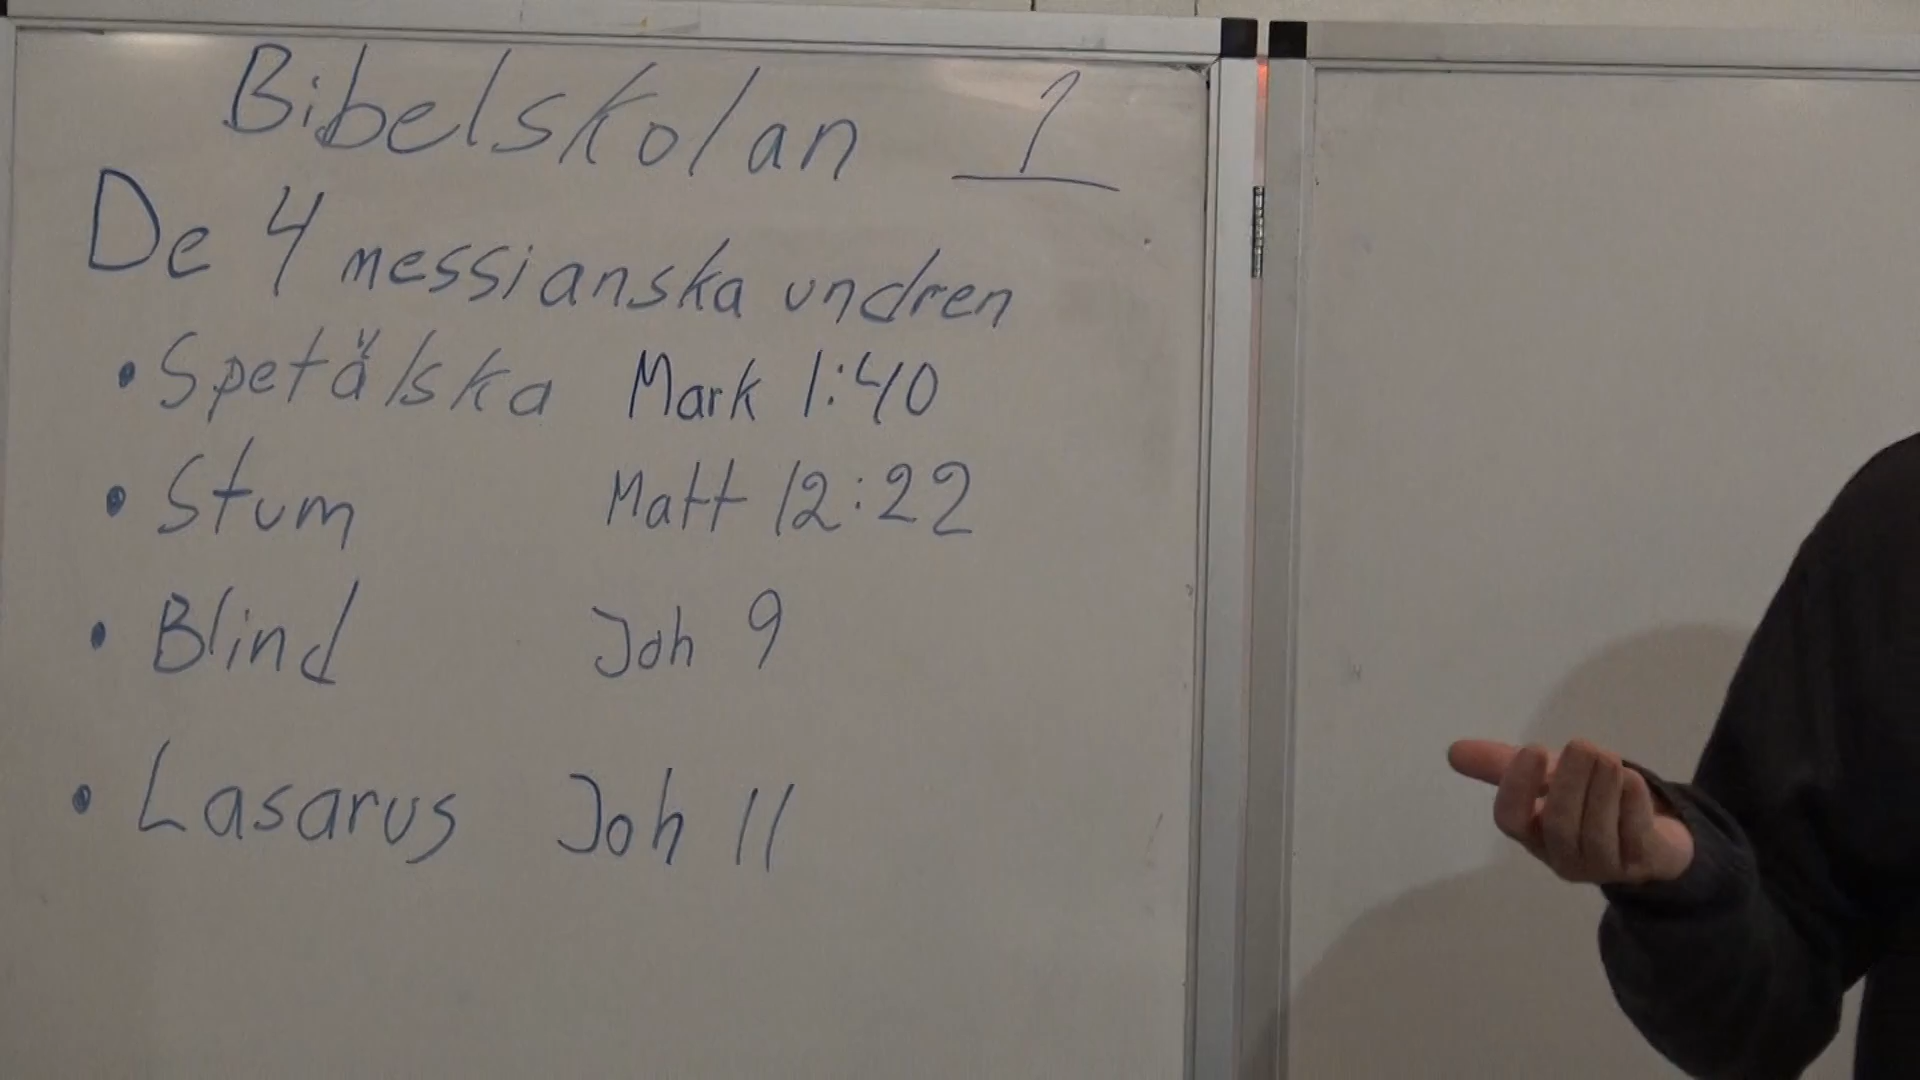 Bibelskolan 1
De 4 messianska undren
• Spetälska Mark 1:40
• Stum Matt 12:22
• Blind Joh 9
• Lasarus Joh 11